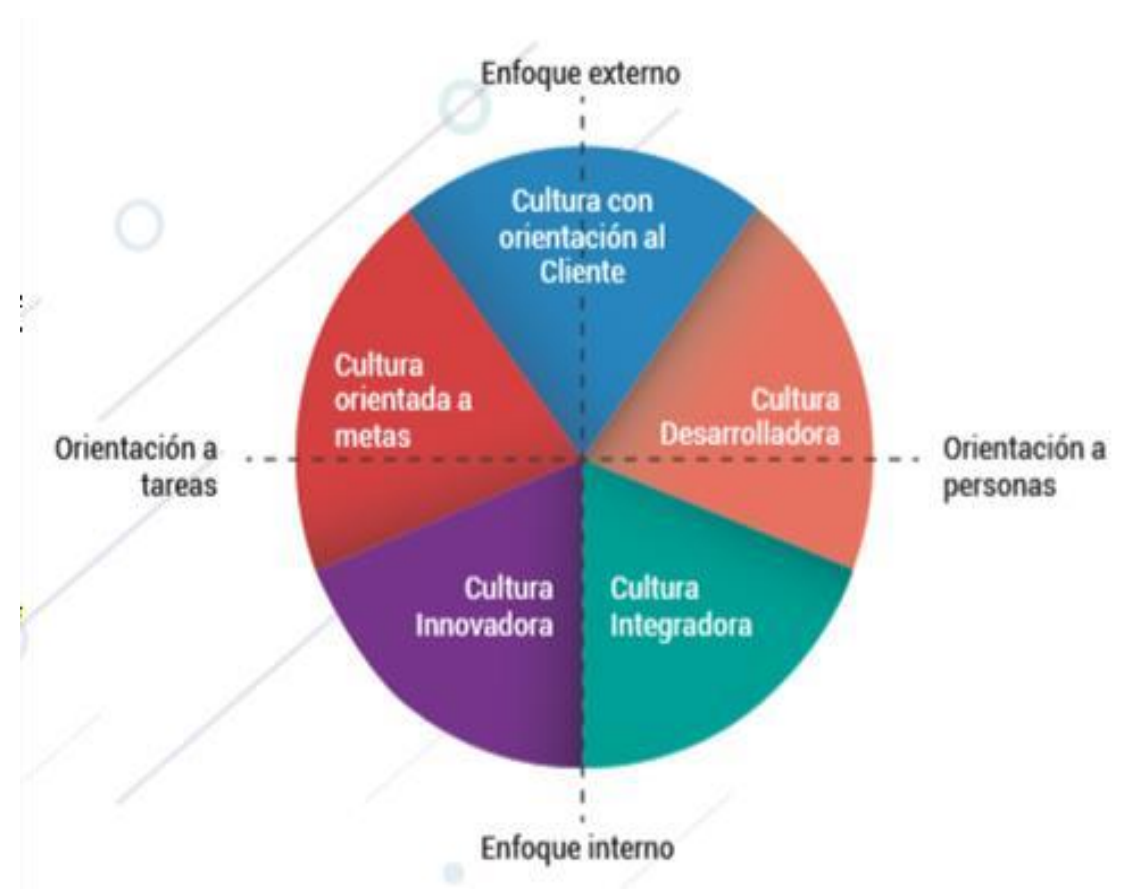 Enfoque externo
Cultura con
orientación al
Cliente
Cultura
orientada a
metas
Cultura
Desarrolladora
Orientación a
tareas
Orientación a
personas
Cultura
Innovadora
Cultura
Integradora
Enfoque interno